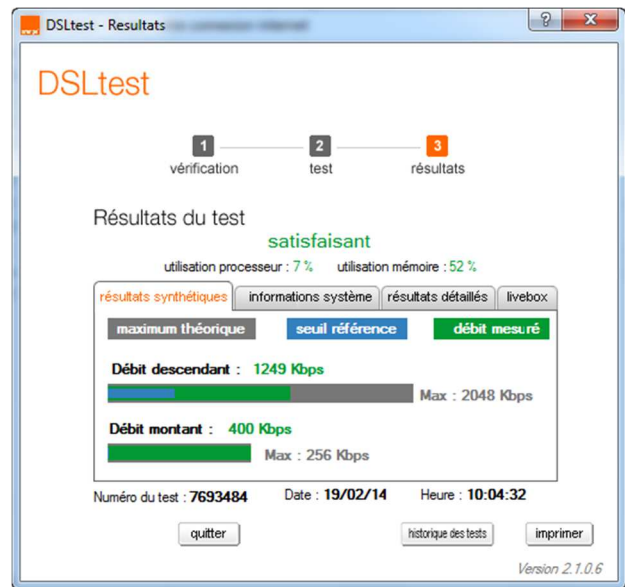 DSLtest - Resultats
DSLtest
1 2 3
vérification test résultats
Résultats du test
satisfaisant
utilisation processeur : 7 % utilisation mémoire : 52 %
résultats synthétiques informations système résultats détaillés livebox
maximum théorique seuil référence débit mesuré
Débit descendant : 1249 Kbps
Max : 2048 Kbps
Débit montant : 400 Kbps
Max : 256 Kbps
Numéro du test : 7693484 Date : 19/02/14 Heure : 10:04:32
quitter historique des tests imprimer
Version 2.1.0.6